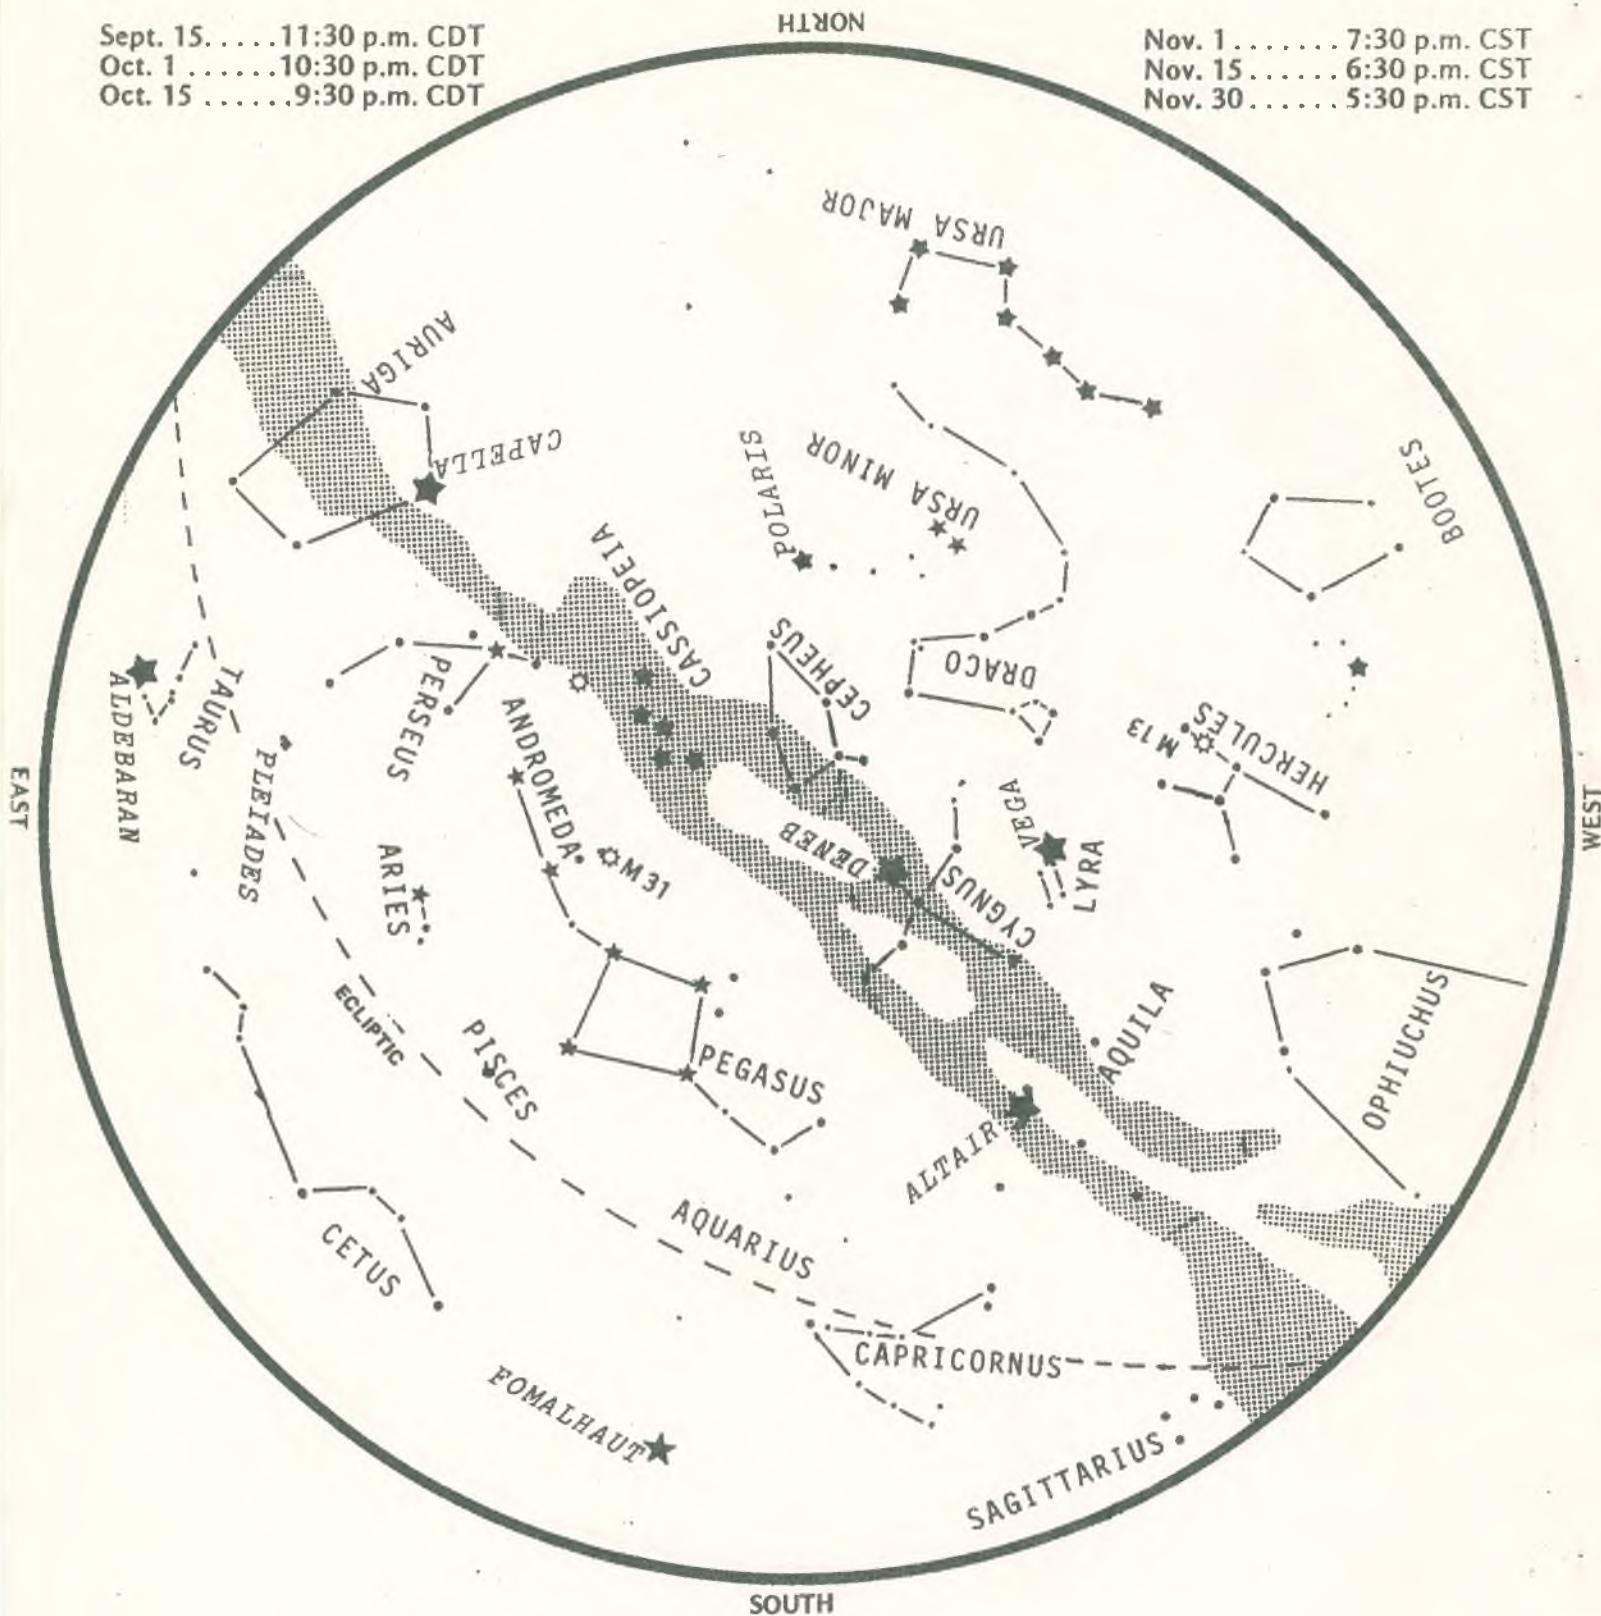 Sept. 15.....11:30 p.m. CDT
Oct. 1 ......10:30 p.m. CDT
Oct. 15 ......9:30 p.m. CDT
NORTH
Nov. 1.......7:30 p.m. CST
Nov. 15......6:30 p.m. CST
Nov. 30......5:30 p.m. CST
URSA MAJOR
AURIGA
CAPELLA
POLARIS
URSA MINOR
BOOTES
CASSIOPEIA
CEPHEUS
DRACO
ALDEBARAN
TAURUS
PERSEUS
ANDROMEDA
M 13
HERCULES
PLEIADES
EAST
WEST
VEGA
LYRA
DENEB
CYGNUS
ARIES
M 31
ECLIPTIC
PISCES
PEGASUS
AQUILA
OPHIUCHUS
ALTAIR
AQUARIUS
CETUS
CAPRICORNUS
FOMALHAUT
SAGITTARIUS
SOUTH